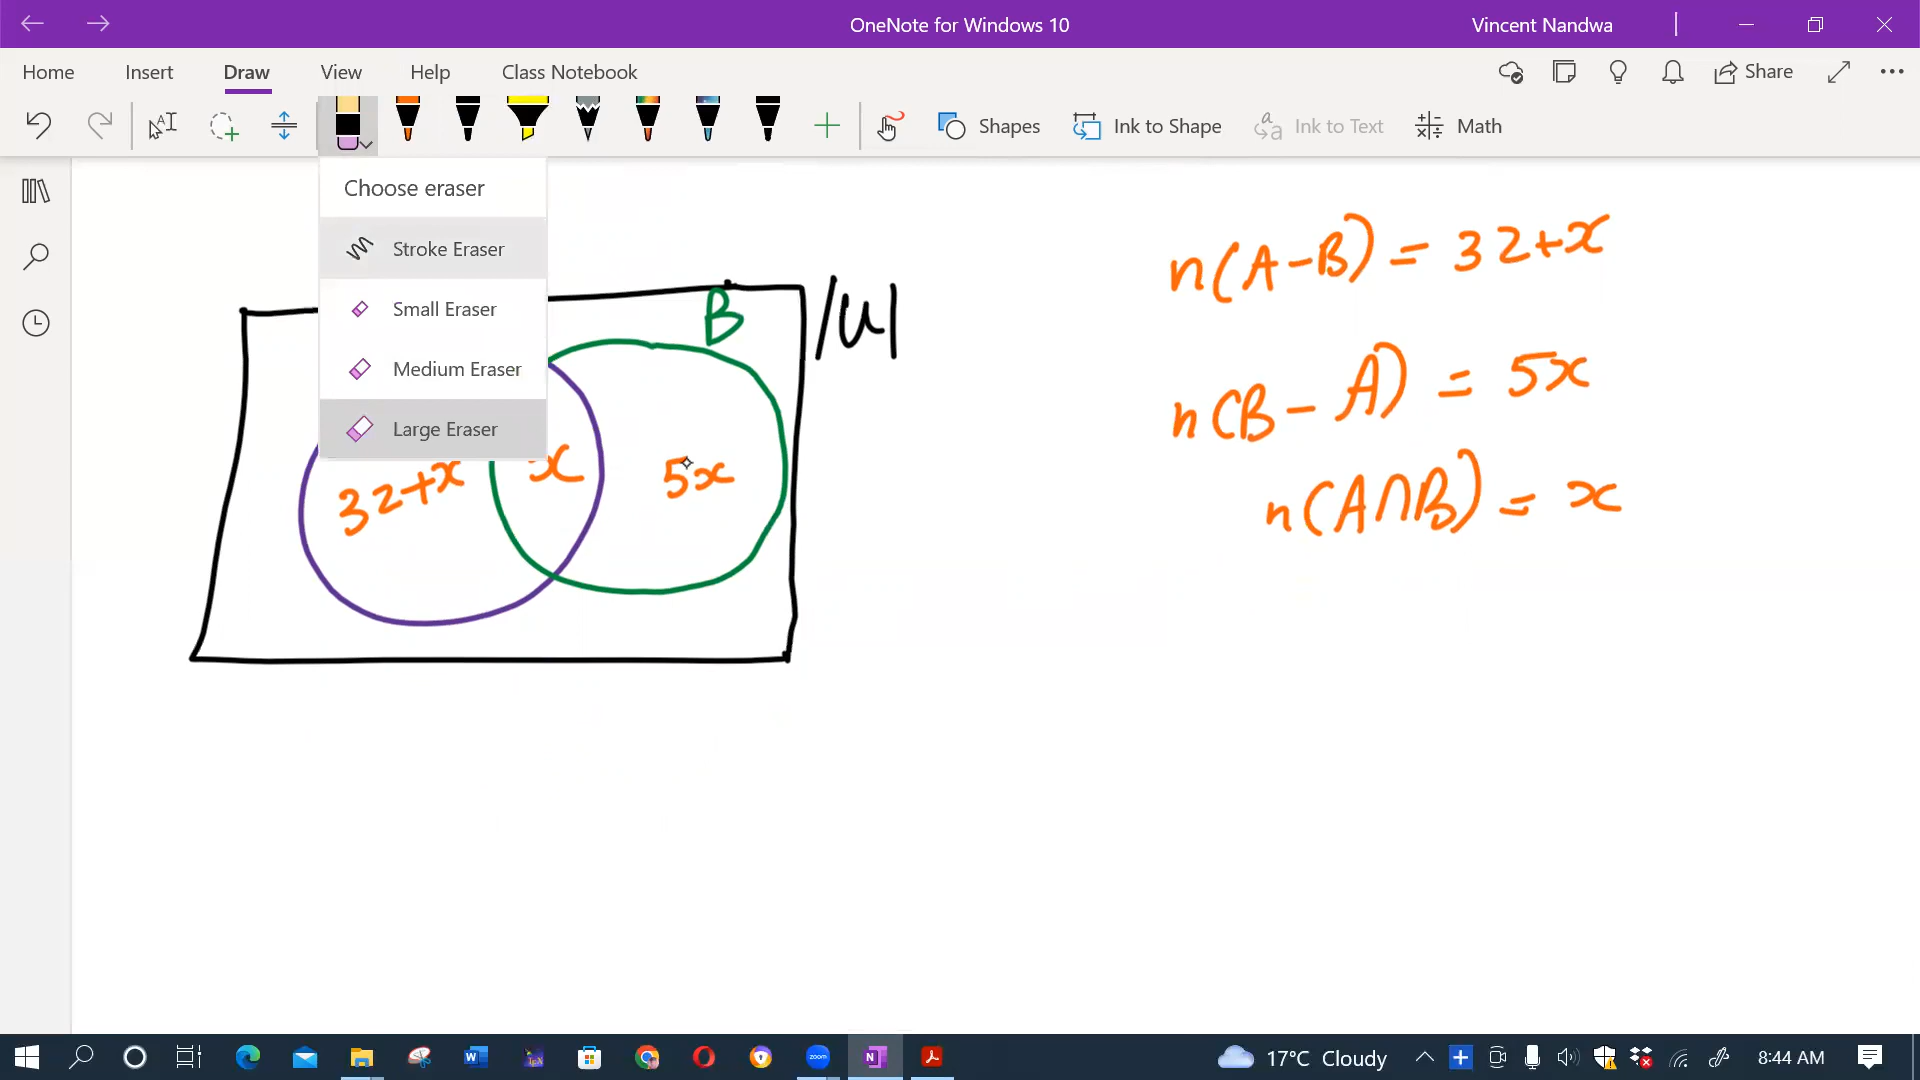 OneNote for Windows 10
Vincent Nandwa
Home Insert Draw View Help Class Notebook
Share
Shapes
Ink to Shape
Ink to Text
Math
Choose eraser
Stroke Eraser
Small Eraser
Medium Eraser
Large Eraser
B
/U/
32+x
x
5x
n(A-B) = 32+x
n(B - A) = 5x
n(A∩B) = x
17°C Cloudy
8:44 AM